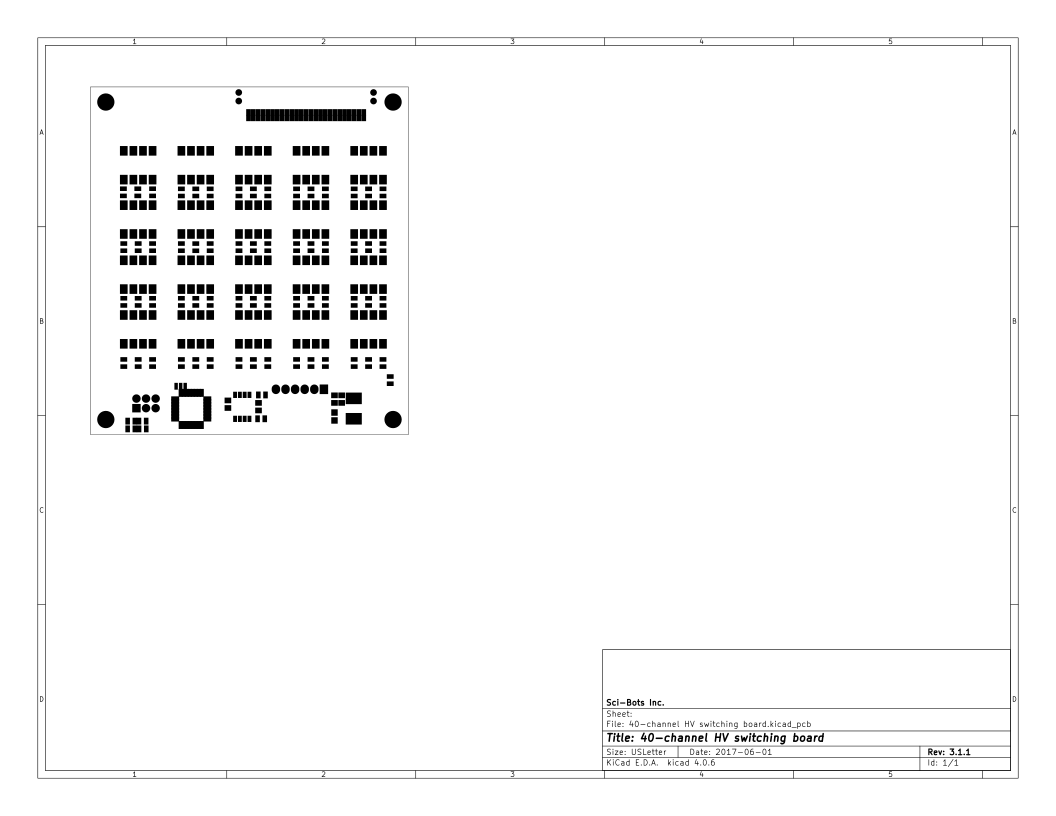 1 2 3 4 5
A A
B B
C C
D D
Sci-Bots Inc.
Sheet:
File: 40-channel HV switching board.kicad_pcb
Title: 40-channel HV switching board
Size: USLetter Date: 2017-06-01 Rev: 3.1.1
KiCad E.D.A. kicad 4.0.6 Id: 1/1
1 2 3 4 5